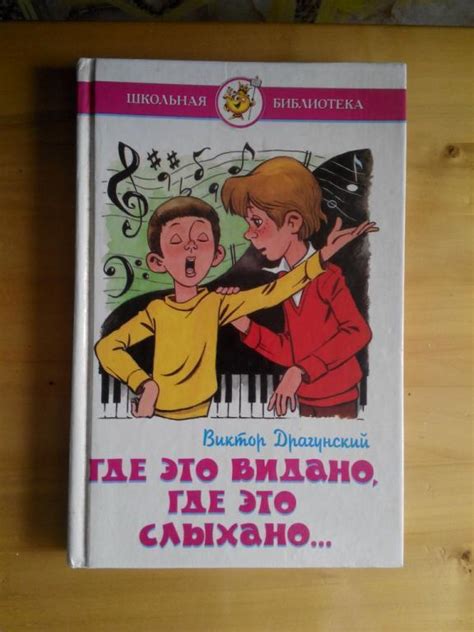 ШКОЛЬНАЯ БИБЛИОТЕКА
Виктор Драгунский
ГДЕ ЭТО ВИДАНО,
ГДЕ ЭТО
СЛЫХАНО...